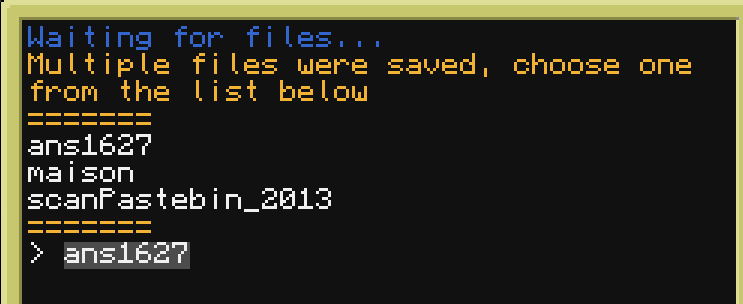 Waiting for files...
Multiple files were saved, choose one
from the list below
=======
ans1627
maison
scanPastebin_2013
=======
> ans1627